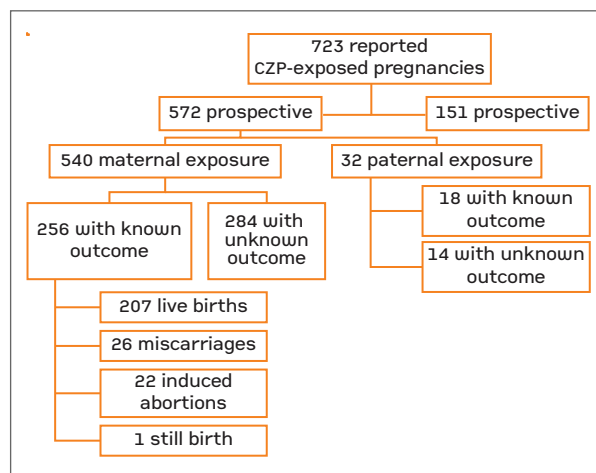 723 reported
CZP-exposed pregnancies
572 prospective
151 prospective
540 maternal exposure
32 paternal exposure
256 with known
outcome
284 with
unknown
outcome
18 with known
outcome
14 with unknown
outcome
207 live births
26 miscarriages
22 induced
abortions
1 still birth